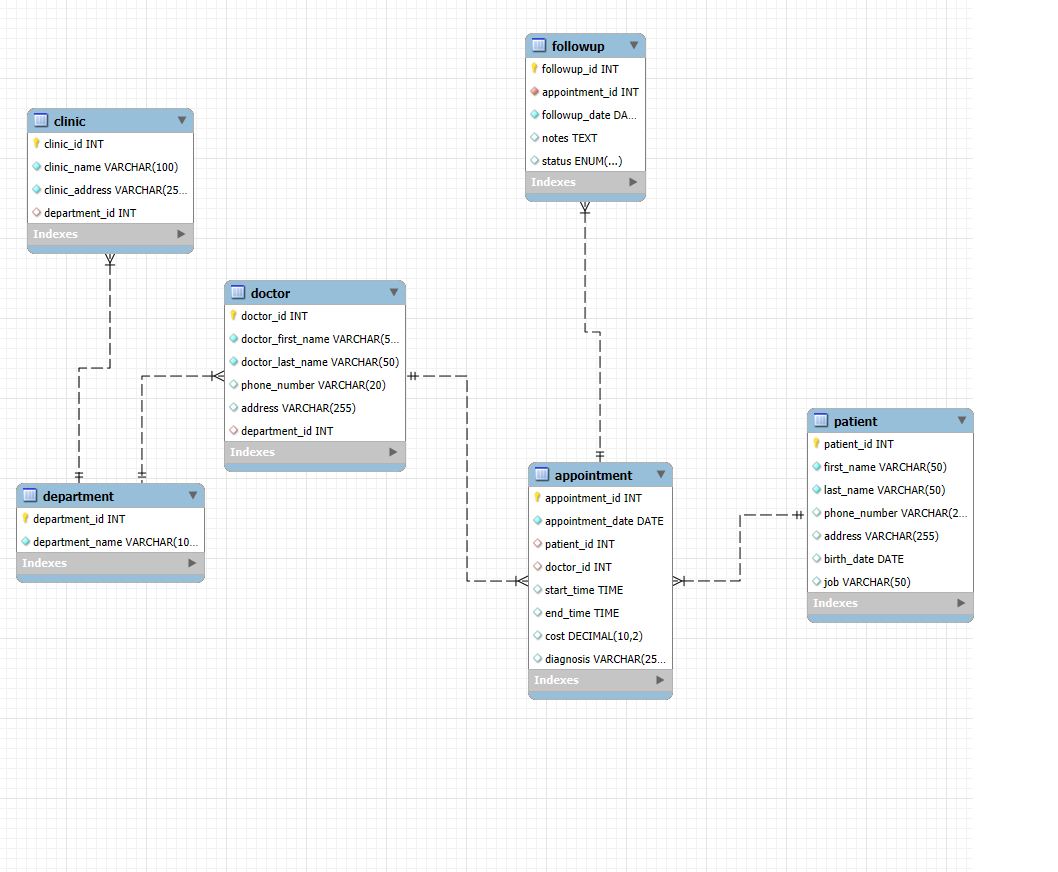 followup
followup_id INT
appointment_id INT
followup_date DA...
notes TEXT
status ENUM(...)
Indexes
clinic
clinic_id INT
clinic_name VARCHAR(100)
clinic_address VARCHAR(25...
department_id INT
Indexes
doctor
doctor_id INT
doctor_first_name VARCHAR(5...
doctor_last_name VARCHAR(50)
phone_number VARCHAR(20)
address VARCHAR(255)
department_id INT
Indexes
department
department_id INT
department_name VARCHAR(10...
Indexes
appointment
appointment_id INT
appointment_date DATE
patient_id INT
doctor_id INT
start_time TIME
end_time TIME
cost DECIMAL(10,2)
diagnosis VARCHAR(25...
Indexes
patient
patient_id INT
first_name VARCHAR(50)
last_name VARCHAR(50)
phone_number VARCHAR(2...
address VARCHAR(255)
birth_date DATE
job VARCHAR(50)
Indexes